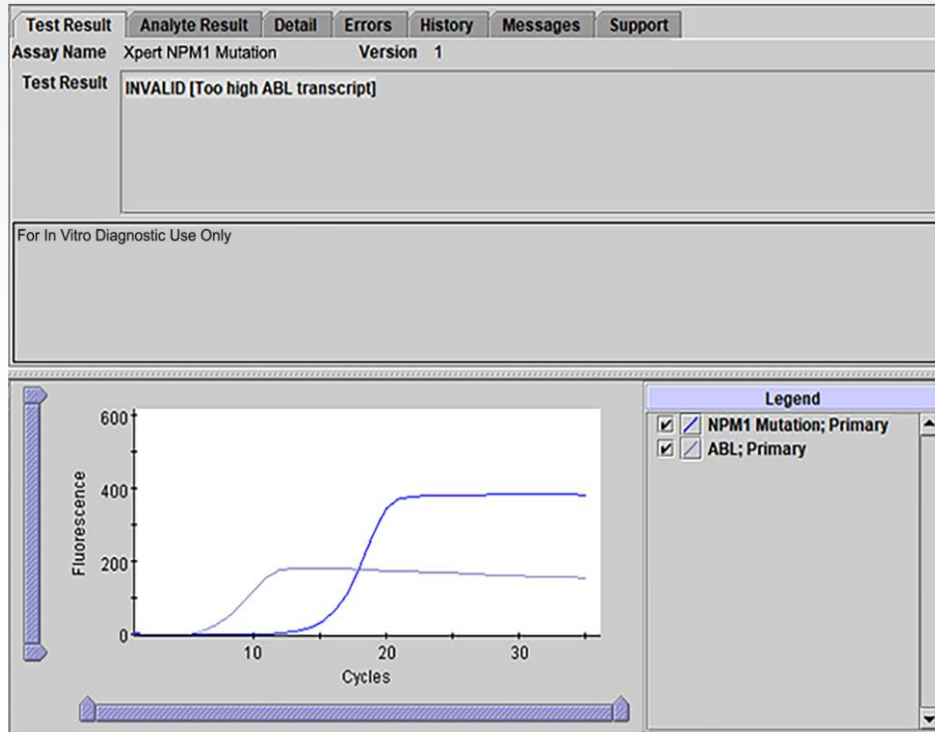 Test Result Analyte Result Detail Errors History Messages Support
Assay Name Xpert NPM1 Mutation Version 1
Test Result INVALID [Too high ABL transcript]
For In Vitro Diagnostic Use Only
Legend
NPM1 Mutation; Primary
ABL; Primary
600
400
200
0
Fluorescence
10 20 30
Cycles